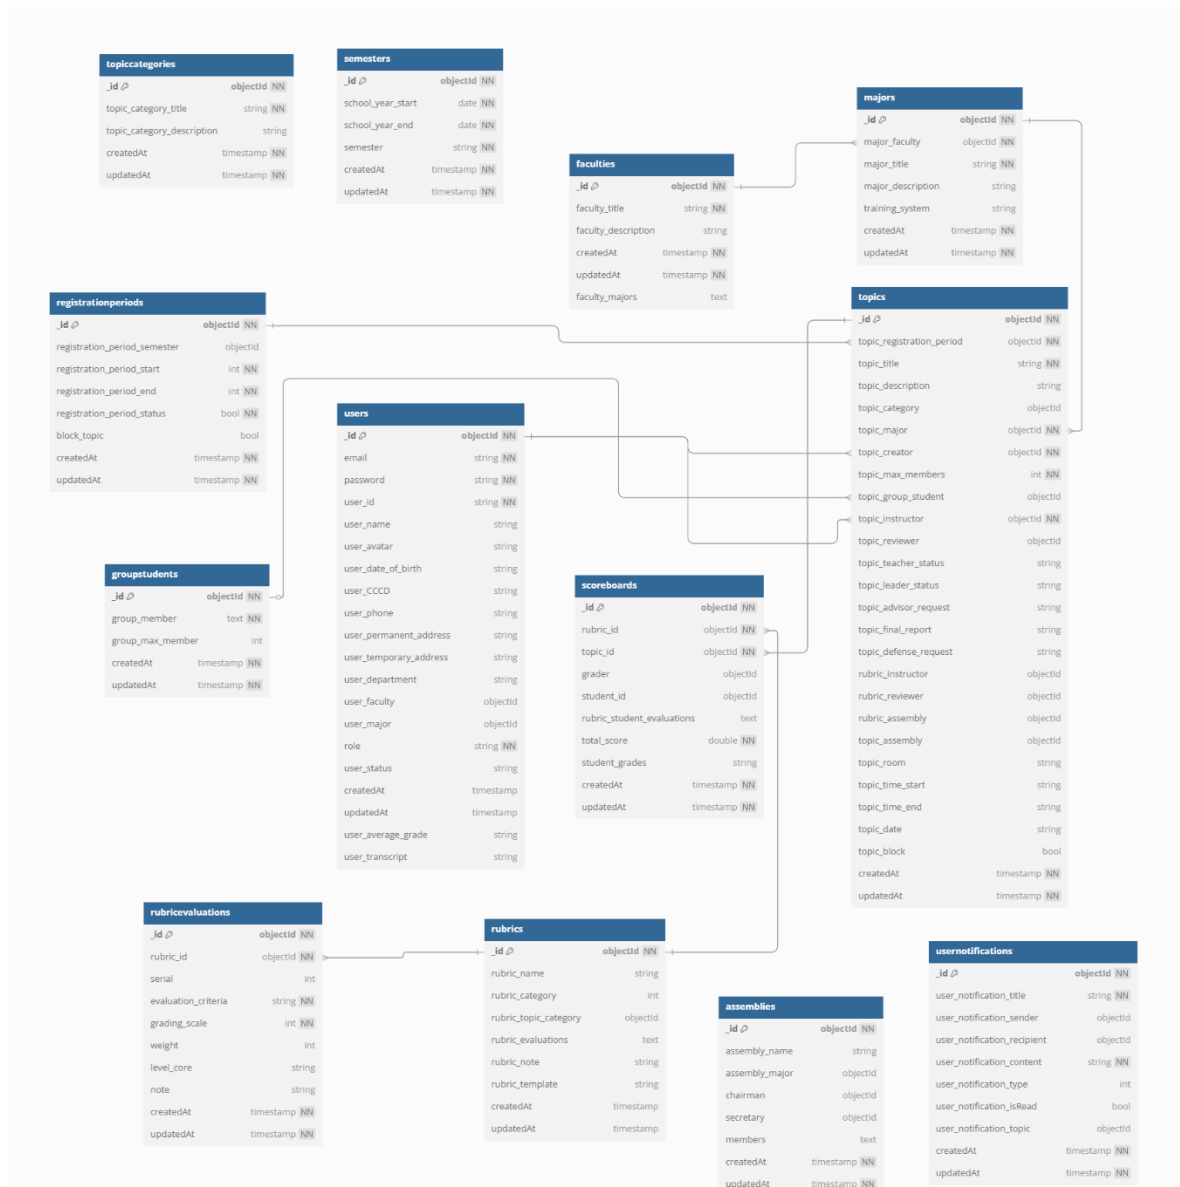 topiccategories
_id objectId NN
topic_category_title string NN
topic_category_description string
createdAt timestamp NN
updatedAt timestamp NN
semesters
_id objectId NN
school_year_start date NN
school_year_end date NN
semester string NN
createdAt timestamp NN
updatedAt timestamp NN
faculties
_id objectId NN
faculty_title string NN
faculty_description string
createdAt timestamp NN
updatedAt timestamp NN
faculty_majors text
majors
_id objectId NN
major_faculty objectId NN
major_title string NN
major_description string
training_system string
createdAt timestamp NN
updatedAt timestamp NN
registrationperiods
_id objectId NN
registration_period_semester objectId
registration_period_start int NN
registration_period_end int NN
registration_period_status bool NN
block_topic bool
createdAt timestamp NN
updatedAt timestamp NN
topics
_id objectId NN
topic_registration_period objectId NN
topic_title string NN
topic_description string
topic_category objectId
topic_major objectId NN
topic_creator objectId NN
topic_max_members int NN
topic_group_student objectId
topic_instructor objectId NN
topic_reviewer objectId
topic_teacher_status string
topic_leader_status string
topic_advisor_request string
topic_final_report string
topic_defense_request string
rubric_instructor objectId
rubric_reviewer objectId
rubric_assembly objectId
topic_assembly objectId
topic_room string
topic_time_start string
topic_time_end string
topic_date string
topic_block bool
createdAt timestamp NN
updatedAt timestamp NN
users
_id objectId NN
email string NN
password string NN
user_id string NN
user_name string
user_avatar string
user_date_of_birth string
user_CCCD string
user_phone string
user_permanent_address string
user_temporary_address string
user_department string
user_faculty objectId
user_major objectId
role string NN
user_status string
createdAt timestamp
updatedAt timestamp
user_average_grade string
user_transcript string
groupstudents
_id objectId NN
group_member text NN
group_max_member int
createdAt timestamp NN
updatedAt timestamp NN
scoreboards
_id objectId NN
rubric_id objectId NN
topic_id objectId NN
grader objectId
student_id objectId
rubric_student_evaluations text
total_score double NN
student_grades string
createdAt timestamp NN
updatedAt timestamp NN
rubricevaluations
_id objectId NN
rubric_id objectId NN
serial int
evaluation_criteria string NN
grading_scale int NN
weight int
level_core string
note string
createdAt timestamp NN
updatedAt timestamp NN
rubrics
_id objectId NN
rubric_name string
rubric_category int
rubric_topic_category objectId
rubric_evaluations text
rubric_note string
rubric_template string
createdAt timestamp
updatedAt timestamp
assemblies
_id objectId NN
assembly_name string
assembly_major objectId
chairman objectId
secretary objectId
members text
createdAt timestamp NN
updatedAt timestamp NN
usernotifications
_id objectId NN
user_notification_title string NN
user_notification_sender objectId
user_notification_recipient objectId
user_notification_content string NN
user_notification_type int
user_notification_isRead bool
user_notification_topic objectId
createdAt timestamp NN
updatedAt timestamp NN